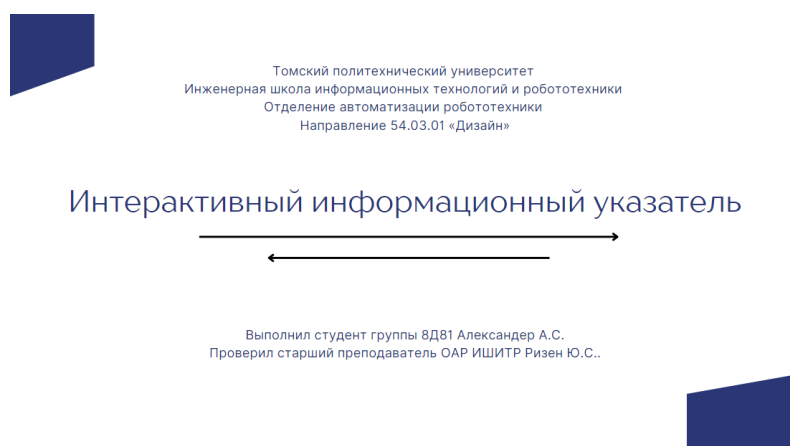 Томский политехнический университет
Инженерная школа информационных технологий и робототехники
Отделение автоматизации робототехники
Направление 54.03.01 «Дизайн»
Интерактивный информационный указатель
Выполнил студент группы 8Д81 Александер А.С.
Проверил старший преподаватель ОАР ИШИТР Ризен Ю.С..